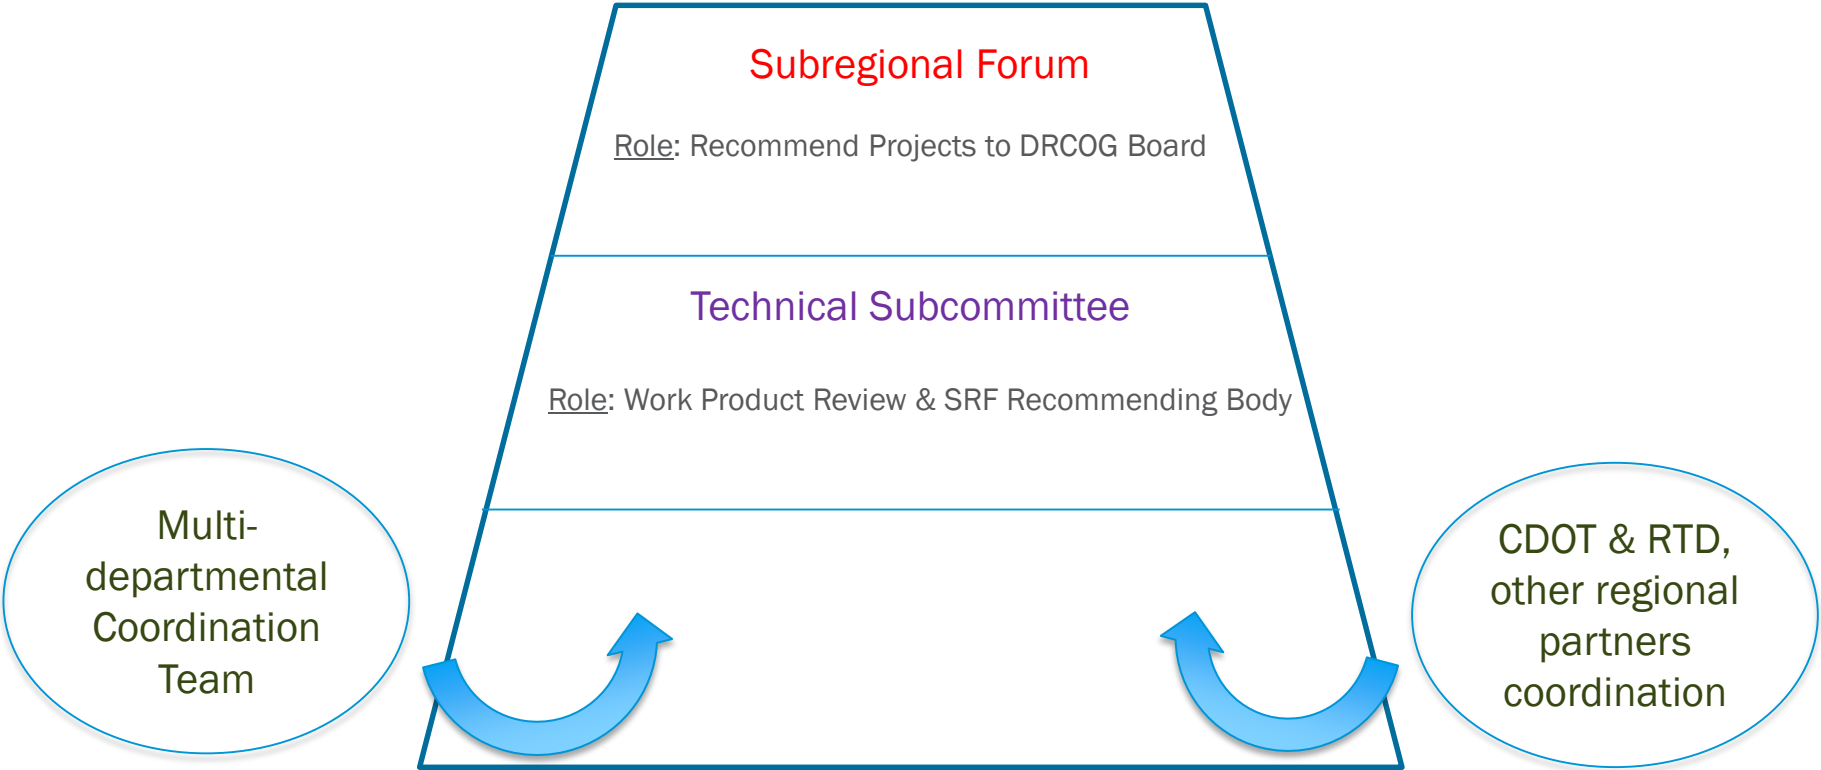 Subregional Forum
Role: Recommend Projects to DRCOG Board
Technical Subcommittee
Role: Work Product Review & SRF Recommending Body
Multi-
departmental
Coordination
Team
CDOT & RTD,
other regional
partners
coordination